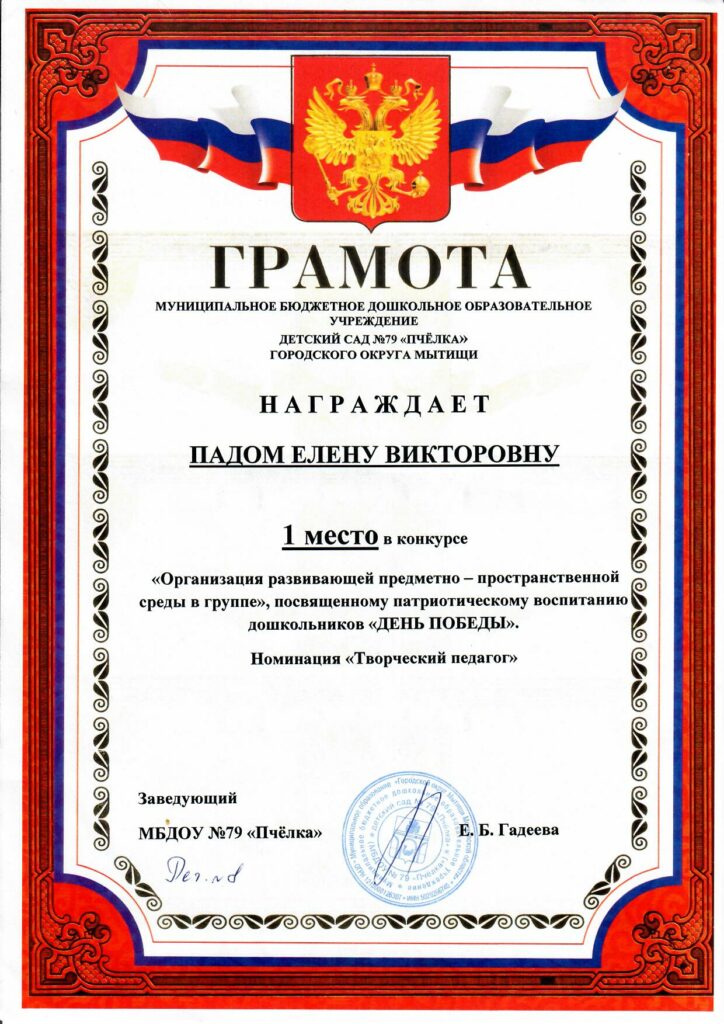 ГРАМОТА
МУНИЦИПАЛЬНОЕ БЮДЖЕТНОЕ ДОШКОЛЬНОЕ ОБРАЗОВАТЕЛЬНОЕ
УЧРЕЖДЕНИЕ
ДЕТСКИЙ САД №79 «ПЧЁЛКА»
ГОРОДСКОГО ОКРУГА МЫТИЩИ
НАГРАЖДАЕТ
ПАДОМ ЕЛЕНУ ВИКТОРОВНУ
1 место в конкурсе
«Организация развивающей предметно – пространственной
среды в группе», посвященному патриотическому воспитанию
дошкольников «ДЕНЬ ПОБЕДЫ».
Номинация «Творческий педагог»
Заведующий
МБДОУ №79 «Пчёлка»
Е. Б. Гадеева